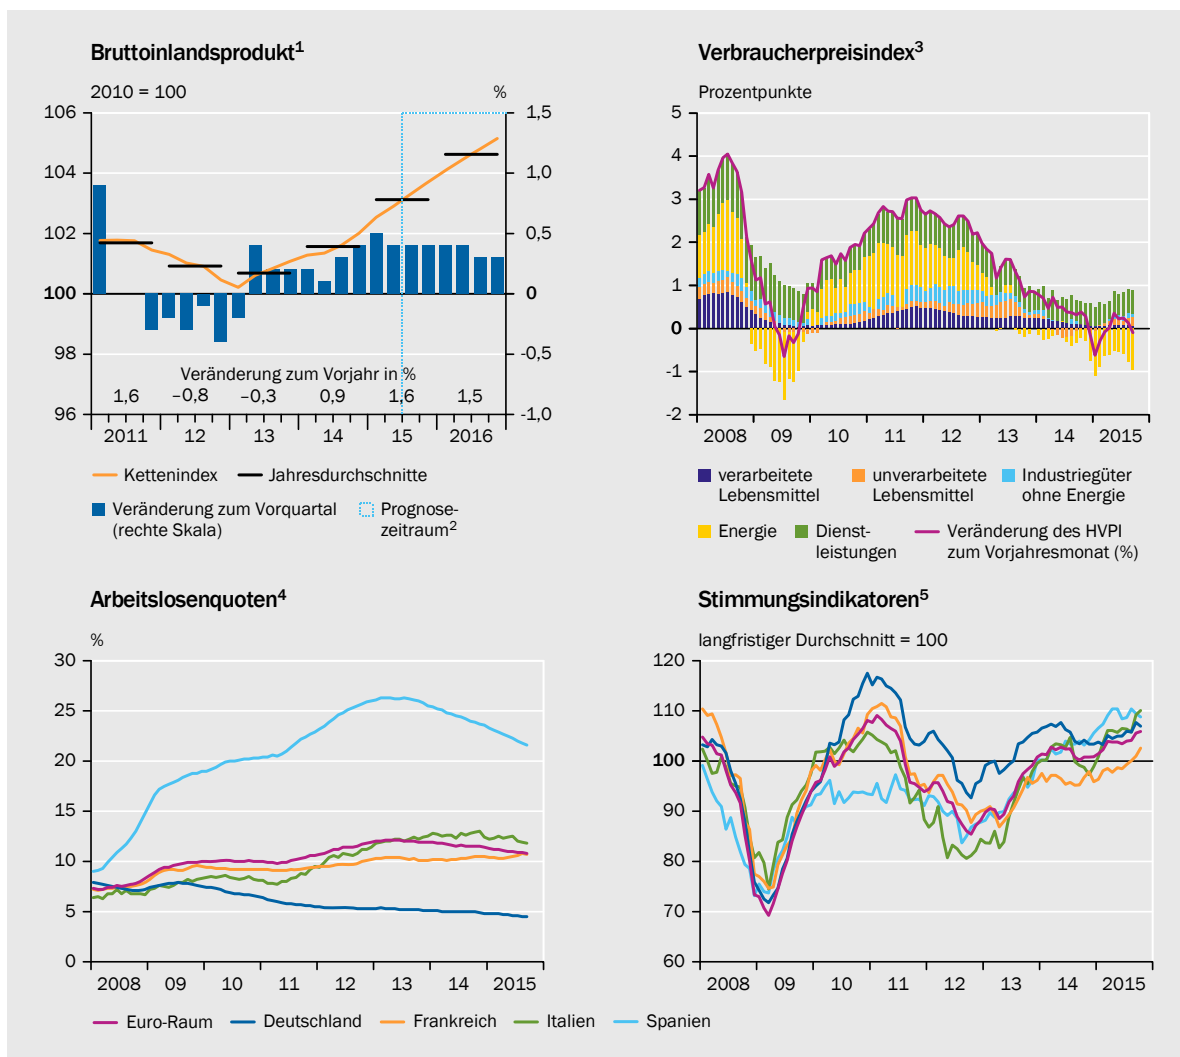 Bruttoinlandsprodukt¹
2010 = 100
%
106
104
102
100
98
96
1,5
1,0
0,5
0
-0,5
-1,0
Veränderung zum Vorjahr in %
1,6 –0,8 –0,3 0,9 1,6 1,5
2011 12 13 14 15 2016
Kettenindex Jahresdurchschnitte
Veränderung zum Vorquartal
(rechte Skala)
Prognose-
zeitraum²
Verbraucherpreisindex³
Prozentpunkte
5
4
3
2
1
0
-1
-2
2008 09 10 11 12 13 14 2015
verarbeitete
Lebensmittel
unverarbeitete
Lebensmittel
Industriegüter
ohne Energie
Energie
Dienst-
leistungen
Veränderung des HVPI
zum Vorjahresmonat (%)
Arbeitslosenquoten⁴
%
30
25
20
15
10
5
0
2008 09 10 11 12 13 14 2015
Stimmungsindikatoren⁵
langfristiger Durchschnitt = 100
120
110
100
90
80
70
60
2008 09 10 11 12 13 14 2015
Euro-Raum Deutschland Frankreich Italien Spanien